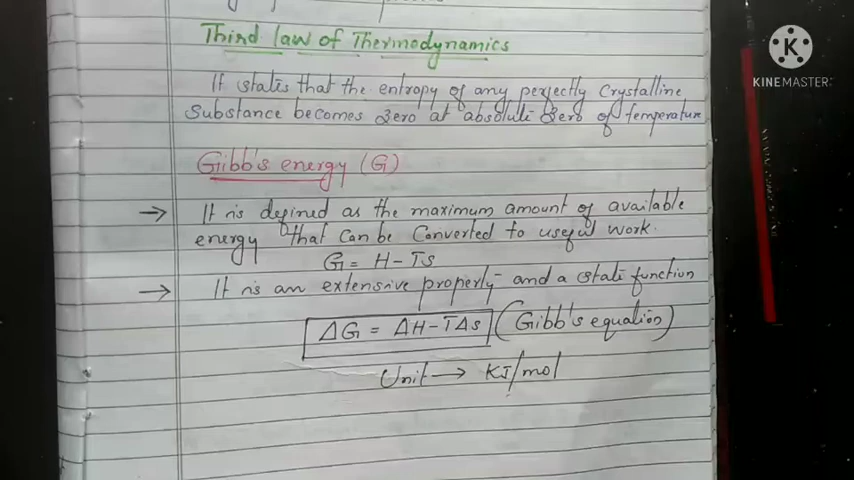 Third law of Thermodynamics
It states that the entropy of any perfectly Crystalline
Substance becomes zero at absolute zero of temperature
Gibb's energy (G)
→ It is defined as the maximum amount of available
energy that can be Converted to useful work.
G = H-TS
→ It is an extensive property and a state function
ΔG = ΔH-TΔS (Gibb's equation)
Unit → KJ/mol
K
KINEMASTER